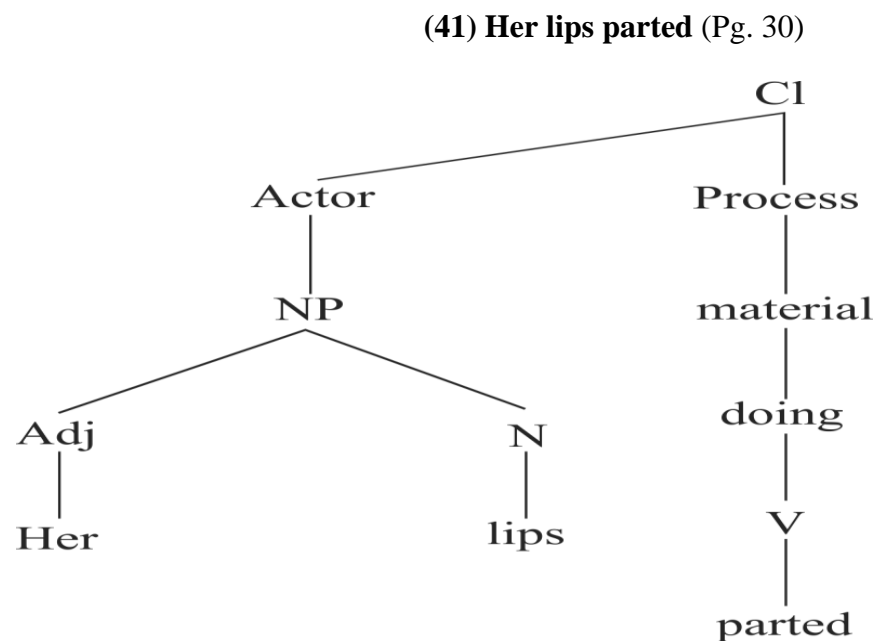 (41) Her lips parted (Pg. 30)
Cl
Actor Process
NP material
Adj N doing
Her lips V
parted